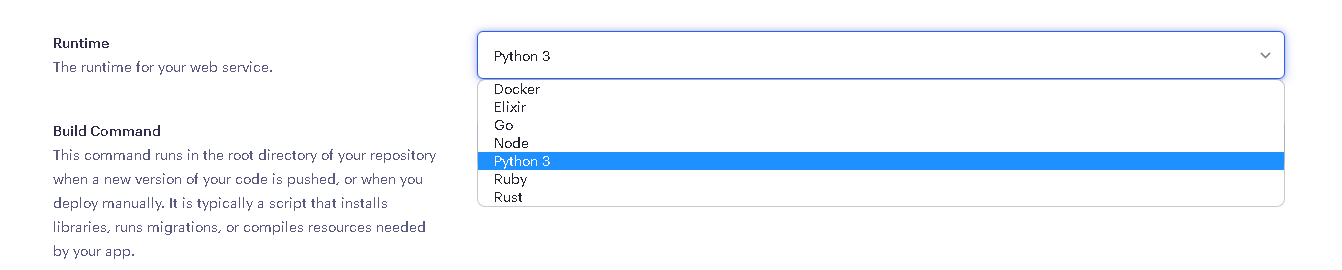 Runtime
The runtime for your web service.
Python 3
Docker
Elixir
Go
Node
Python 3
Ruby
Rust
Build Command
This command runs in the root directory of your repository
when a new version of your code is pushed, or when you
deploy manually. It is typically a script that installs
libraries, runs migrations, or compiles resources needed
by your app.